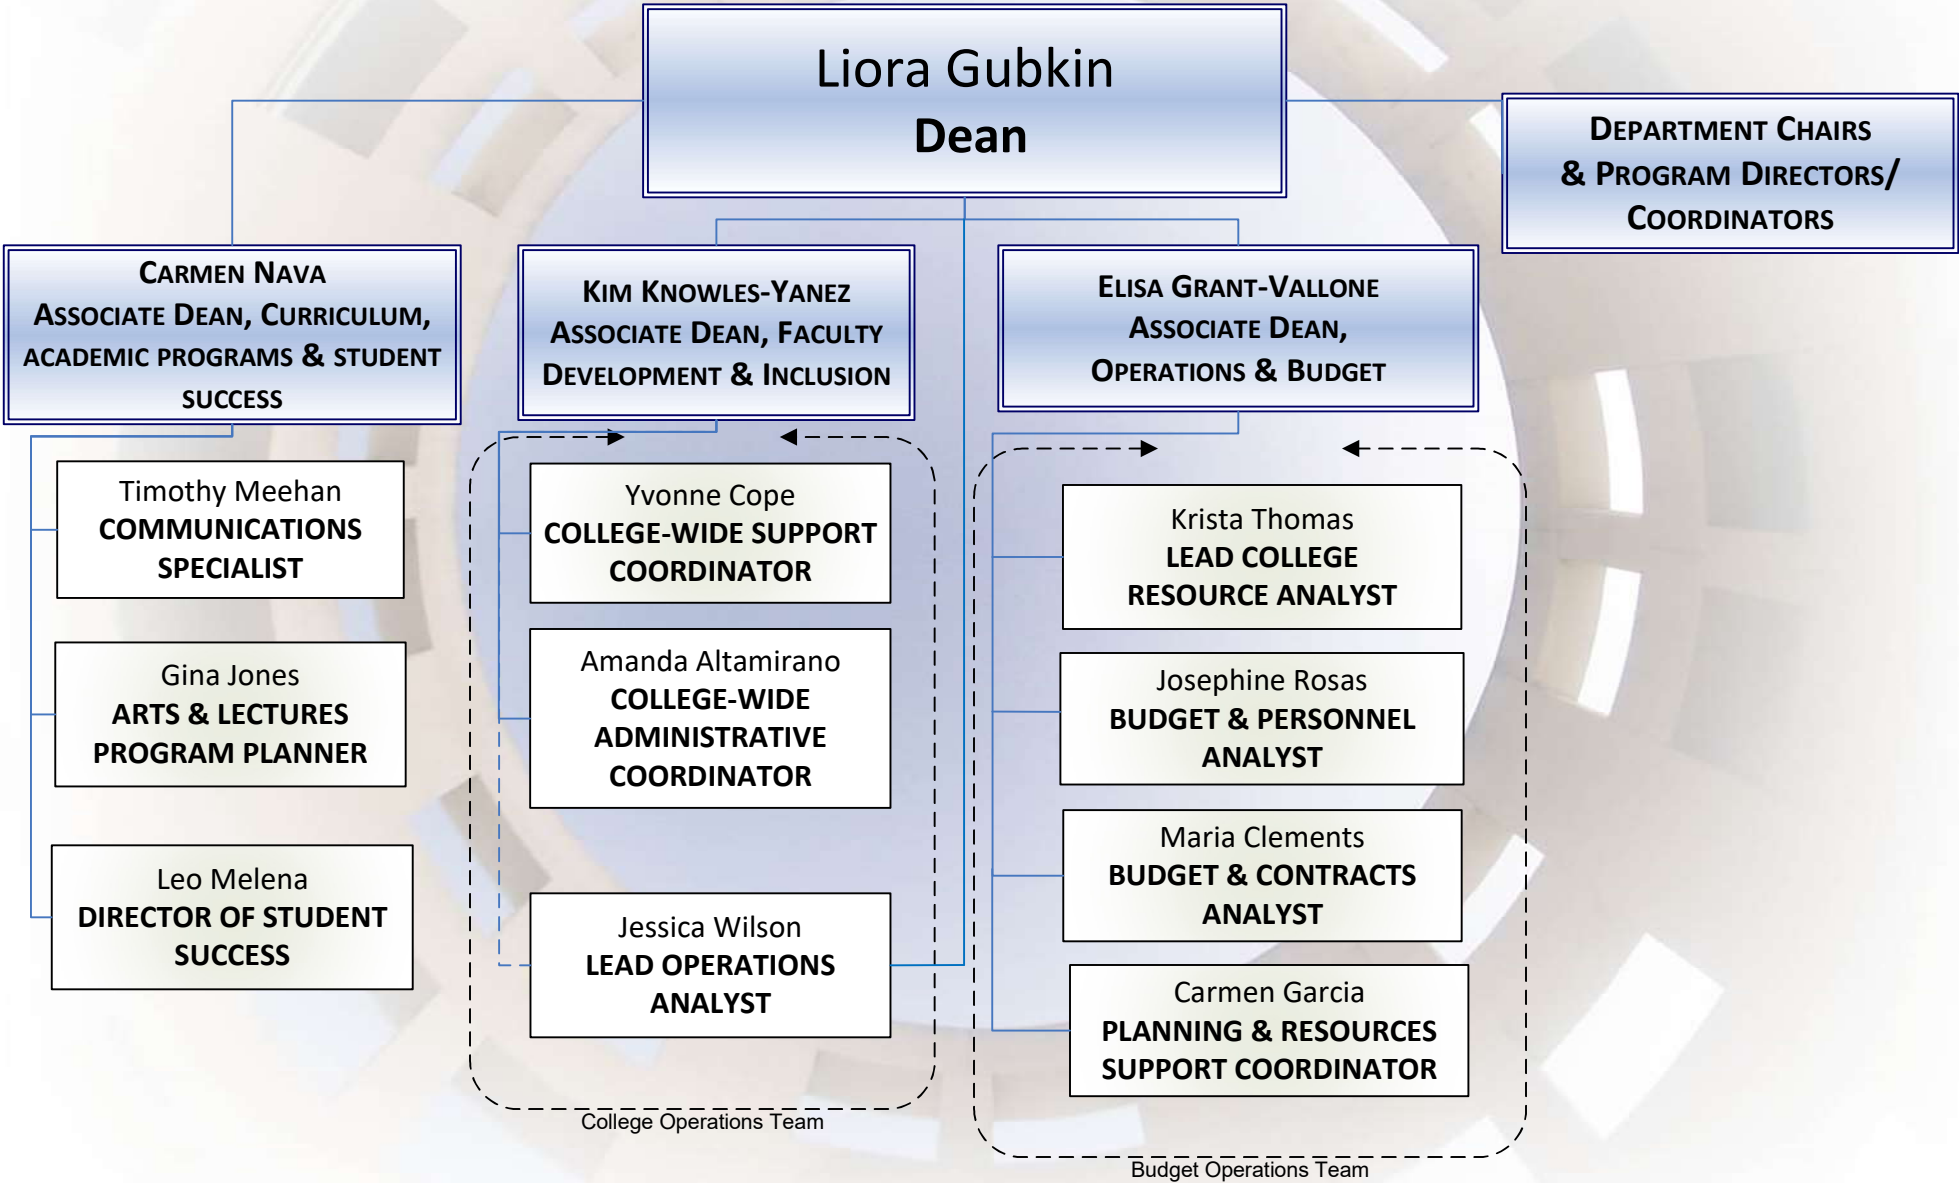 Liora Gubkin
Dean
DEPARTMENT CHAIRS
& PROGRAM DIRECTORS/
COORDINATORS
CARMEN NAVA
ASSOCIATE DEAN, CURRICULUM,
ACADEMIC PROGRAMS & STUDENT
SUCCESS
KIM KNOWLES-YANEZ
ASSOCIATE DEAN, FACULTY
DEVELOPMENT & INCLUSION
ELISA GRANT-VALLONE
ASSOCIATE DEAN,
OPERATIONS & BUDGET
Timothy Meehan
COMMUNICATIONS
SPECIALIST
Gina Jones
ARTS & LECTURES
PROGRAM PLANNER
Leo Melena
DIRECTOR OF STUDENT
SUCCESS
Yvonne Cope
COLLEGE-WIDE SUPPORT
COORDINATOR
Amanda Altamirano
COLLEGE-WIDE
ADMINISTRATIVE
COORDINATOR
Jessica Wilson
LEAD OPERATIONS
ANALYST
College Operations Team
Krista Thomas
LEAD COLLEGE
RESOURCE ANALYST
Josephine Rosas
BUDGET & PERSONNEL
ANALYST
Maria Clements
BUDGET & CONTRACTS
ANALYST
Carmen Garcia
PLANNING & RESOURCES
SUPPORT COORDINATOR
Budget Operations Team